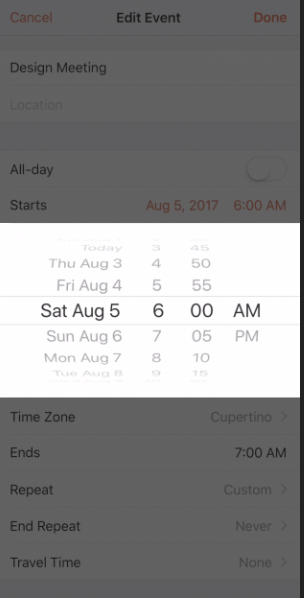 Cancel Edit Event Done
Design Meeting
Location
All-day
Starts Aug 5, 2017 6:00 AM
Today 3 45
Thu Aug 3 4 50
Fri Aug 4 5 55
Sat Aug 5 6 00 AM
Sun Aug 6 7 05 PM
Mon Aug 7 8 10
Tue Aug 8 9 15
Time Zone Cupertino
Ends 7:00 AM
Repeat Custom
End Repeat Never
Travel Time None